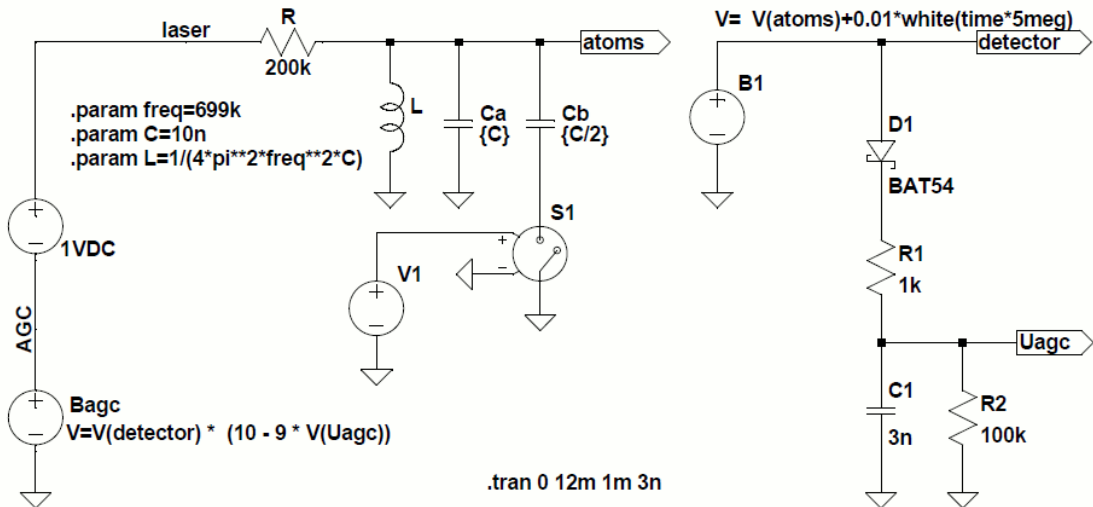 V= V(atoms)+0.01*white(time*5meg)
laser
R
200k
atoms
detector
.param freq=699k
.param C=10n
.param L=1/(4*pi**2*freq**2*C)
L
Ca
{C}
Cb
{C/2}
B1
D1
BAT54
1VDC
V1
S1
R1
1k
AGC
Uagc
Bagc
V=V(detector) * (10 - 9 * V(Uagc))
C1
3n
R2
100k
.tran 0 12m 1m 3n